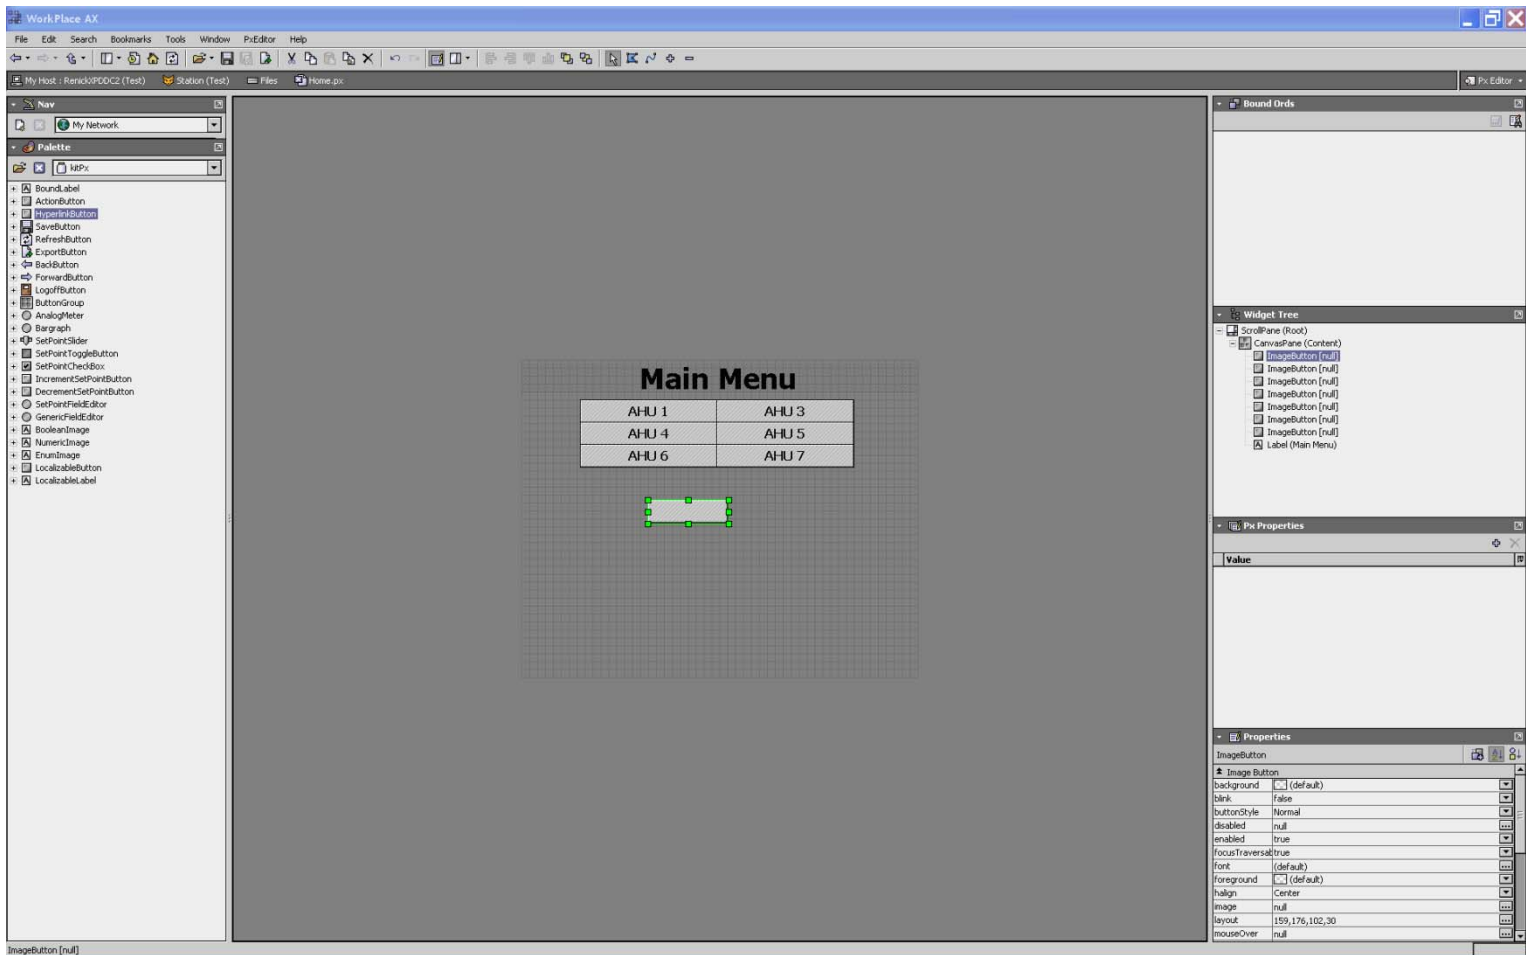 WorkPlace AX
File Edit Search Bookmarks Tools Window PxEditor Help
My Host : RenickXPDDC2 (Test) Station (Test) Files Home.px Px Editor
Nav
My Network
Palette
kitPx
BoundLabel
ActionButton
HyperlinkButton
SaveButton
RefreshButton
ExportButton
BackButton
ForwardButton
LogoffButton
ButtonGroup
AnalogMeter
Bargraph
SetPointSlider
SetPointToggleButton
SetPointCheckBox
IncrementSetPointButton
DecrementSetPointButton
SetPointFieldEditor
GenericFieldEditor
BooleanImage
NumericImage
EnumImage
LocalizableButton
LocalizableLabel
Main Menu
AHU 1 AHU 3
AHU 4 AHU 5
AHU 6 AHU 7
Bound Ords
Widget Tree
ScrollPane (Root)
CanvasPane (Content)
ImageButton [null]
ImageButton [null]
ImageButton [null]
ImageButton [null]
ImageButton [null]
ImageButton [null]
ImageButton [null]
Label (Main Menu)
Px Properties
Value
Properties
ImageButton
Image Button
background (default)
blink false
buttonStyle Normal
disabled null
enabled true
focusTraversab true
font (default)
foreground (default)
halign Center
image null
layout 159,176,102,30
mouseOver null
ImageButton [null]